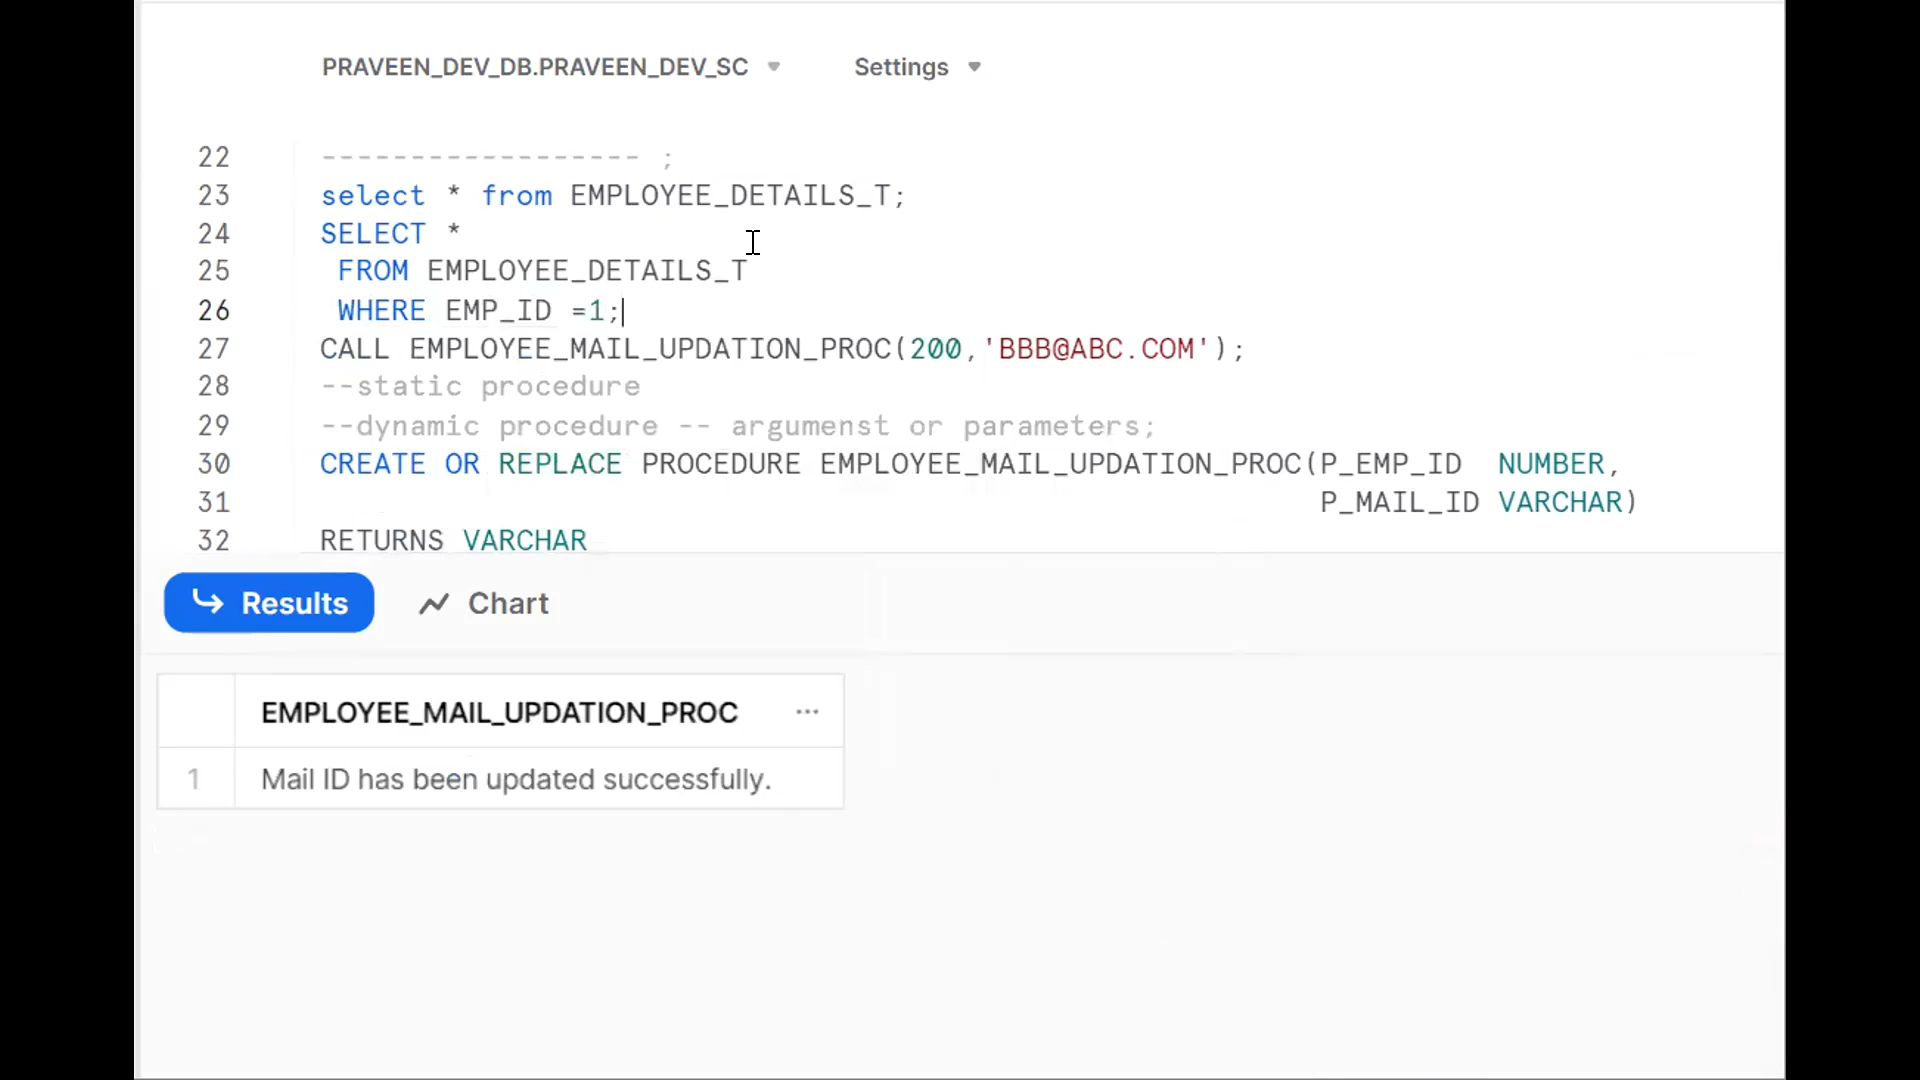 PRAVEEN_DEV_DB.PRAVEEN_DEV_SC Settings
22 ------------------ ;
23 select * from EMPLOYEE_DETAILS_T;
24 SELECT *
25 FROM EMPLOYEE_DETAILS_T
26 WHERE EMP_ID =1;
27 CALL EMPLOYEE_MAIL_UPDATION_PROC(200,'BBB@ABC.COM');
28 --static procedure
29 --dynamic procedure -- argumenst or parameters;
30 CREATE OR REPLACE PROCEDURE EMPLOYEE_MAIL_UPDATION_PROC(P_EMP_ID NUMBER,
31 P_MAIL_ID VARCHAR)
32 RETURNS VARCHAR
Results Chart
EMPLOYEE_MAIL_UPDATION_PROC ...
1 Mail ID has been updated successfully.